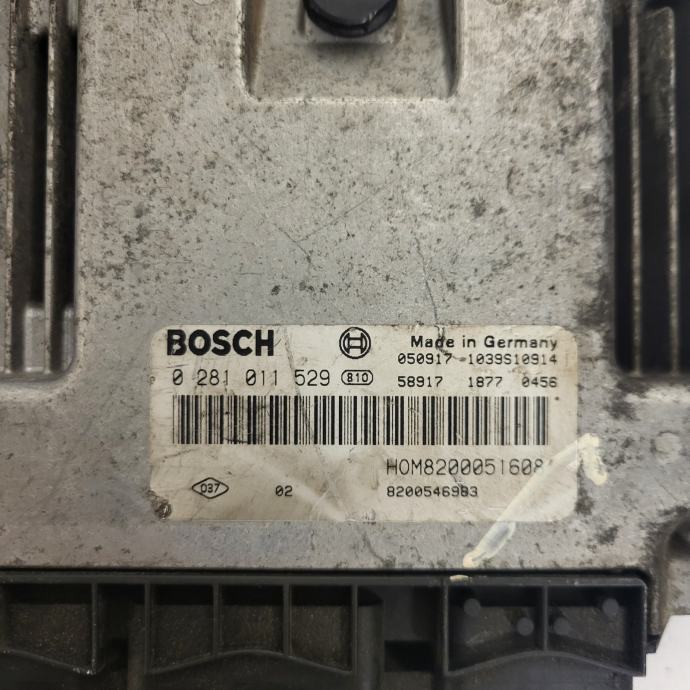 BOSCH Made in Germany
050917 1039S10914
0 281 011 529 810 58917 1877 0456
HOM8200051608
037 02 8200546983